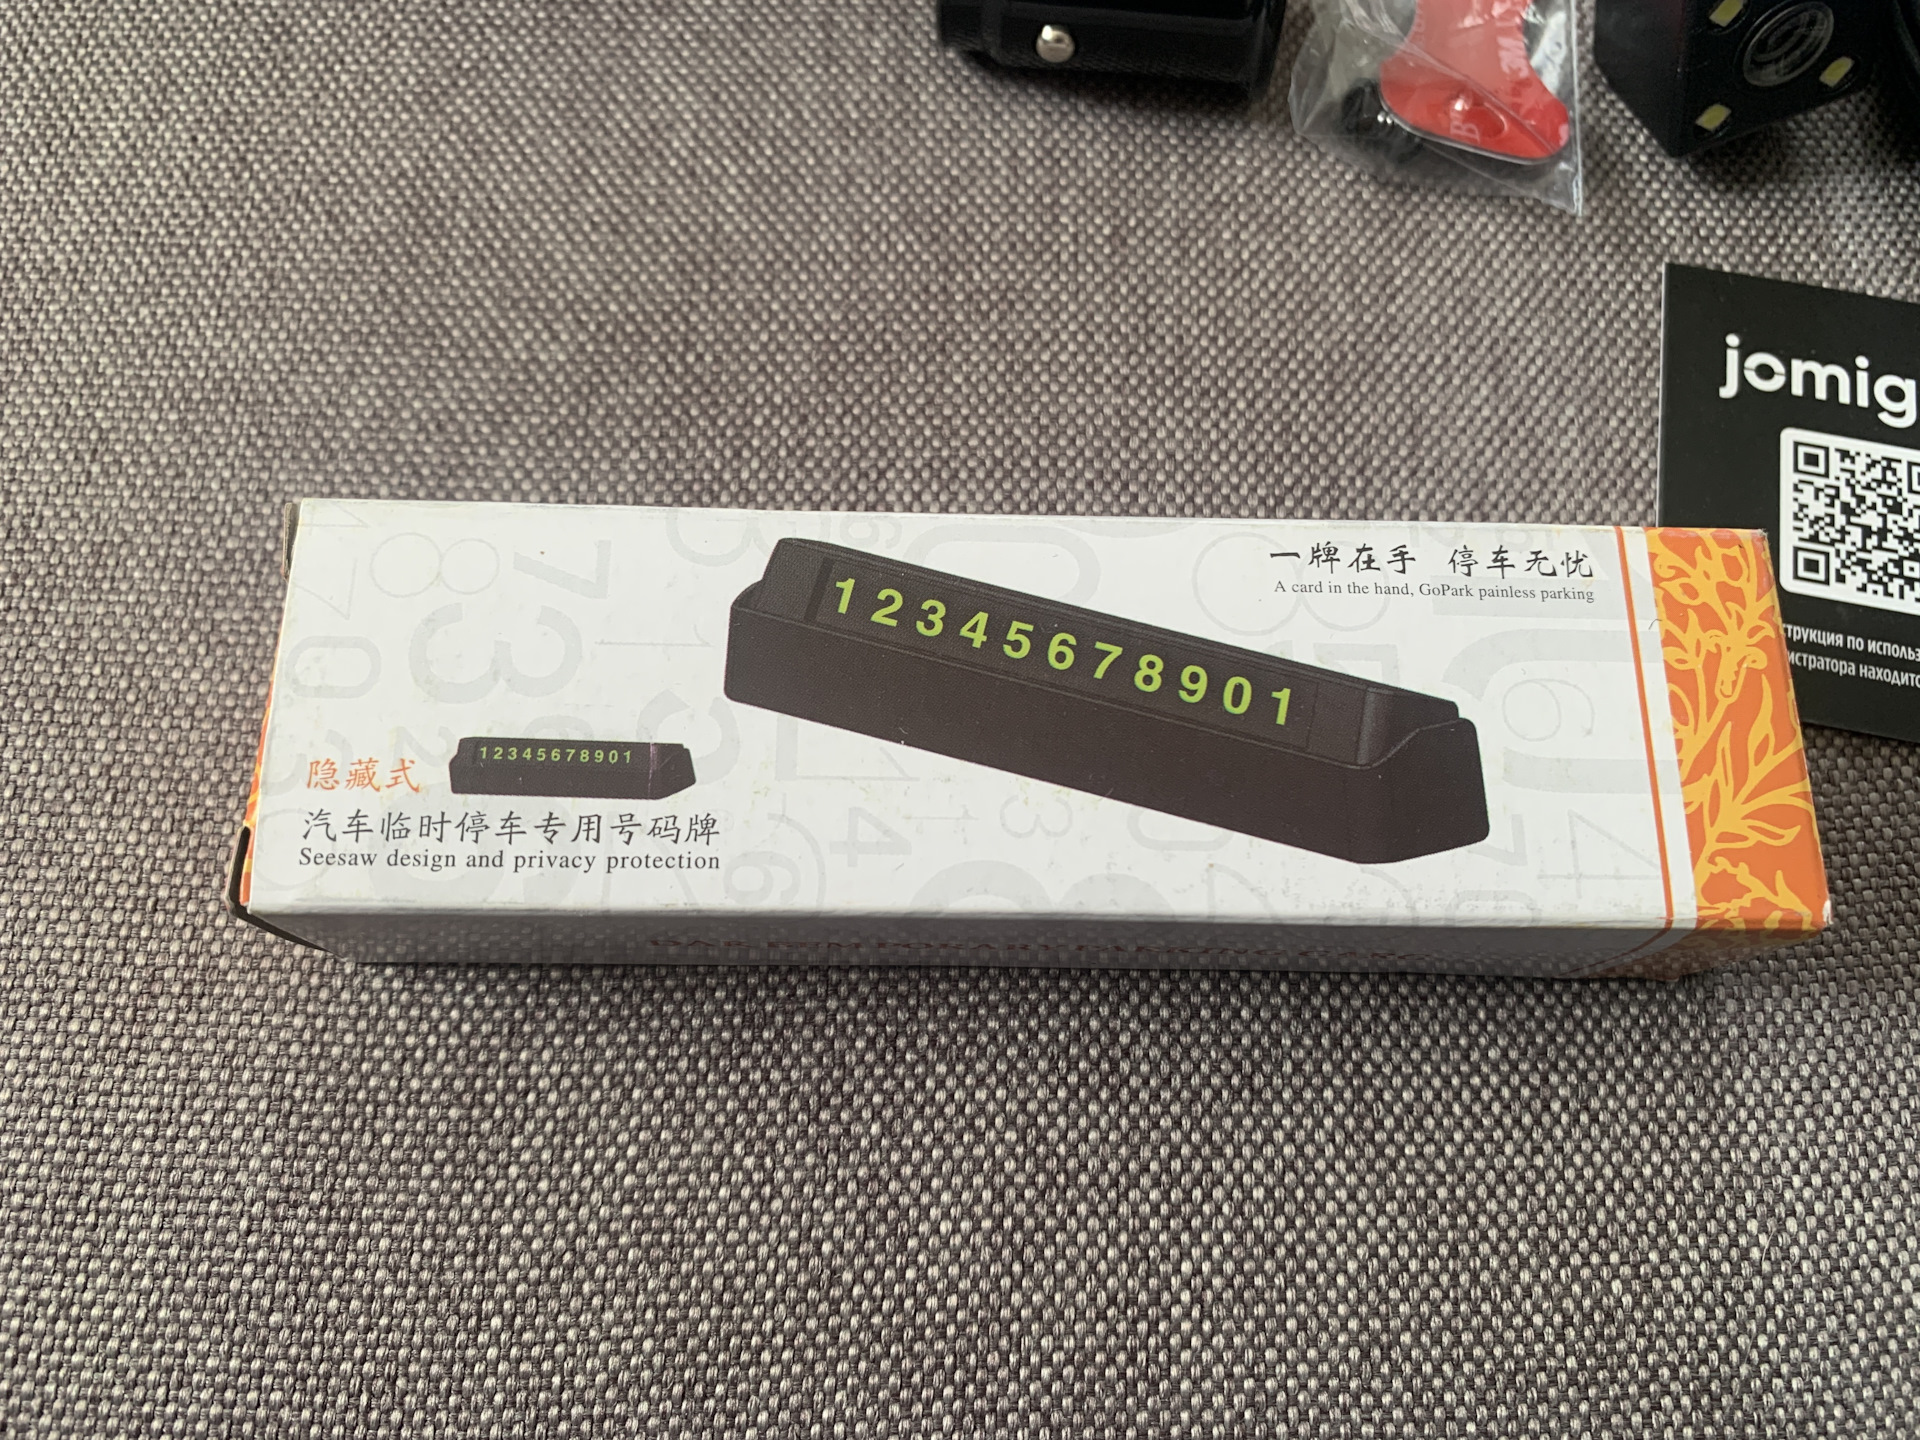 3M
jomig
струкция по использ
истратора находитс
一牌在手 停车无忧
A card in the hand, GoPark painless parking
12345678901
隐藏式
12345678901
汽车临时停车专用号码牌
Seesaw design and privacy protection